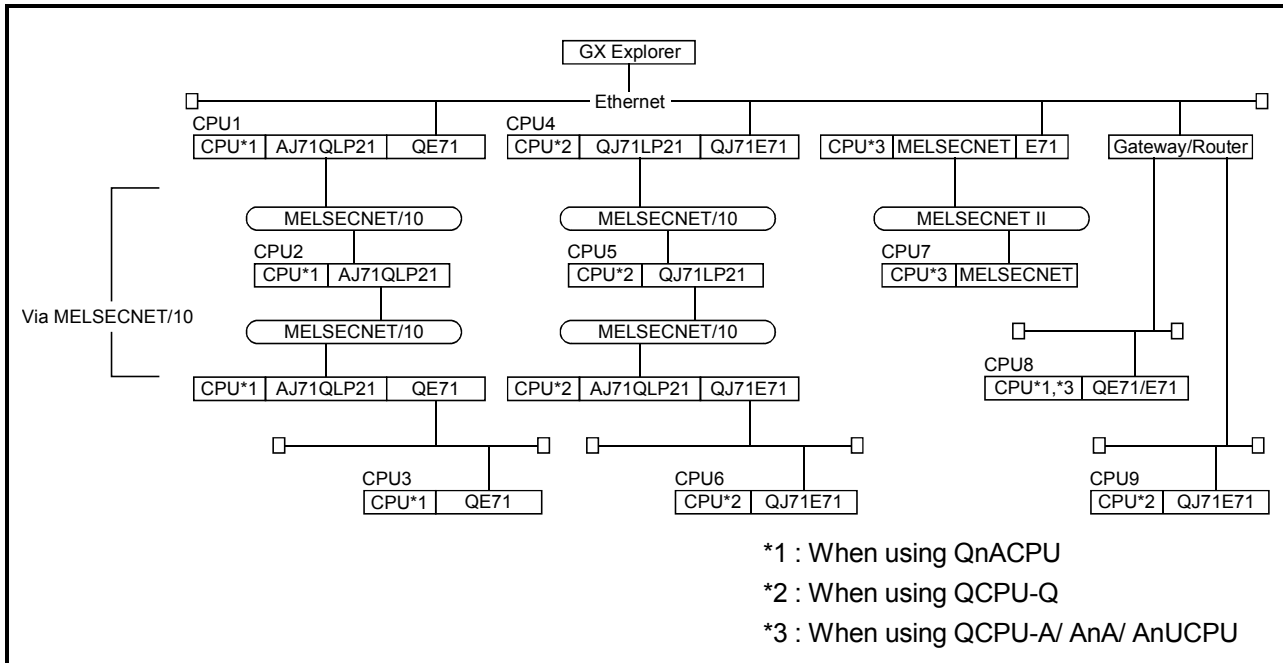 GX Explorer
Ethernet
CPU1 CPU4
CPU*1 AJ71QLP21 QE71 CPU*2 QJ71LP21 QJ71E71 CPU*3 MELSECNET E71 Gateway/Router
MELSECNET/10 MELSECNET/10 MELSECNET II
CPU2 CPU5 CPU7
CPU*1 AJ71QLP21 CPU*2 QJ71LP21 CPU*3 MELSECNET
Via MELSECNET/10
MELSECNET/10 MELSECNET/10
CPU8
CPU*1 AJ71QLP21 QE71 CPU*2 AJ71QLP21 QJ71E71 CPU*1,*3 QE71/E71
CPU3 CPU6 CPU9
CPU*1 QE71 CPU*2 QJ71E71 CPU*2 QJ71E71
*1 : When using QnACPU
*2 : When using QCPU-Q
*3 : When using QCPU-A/ AnA/ AnUCPU